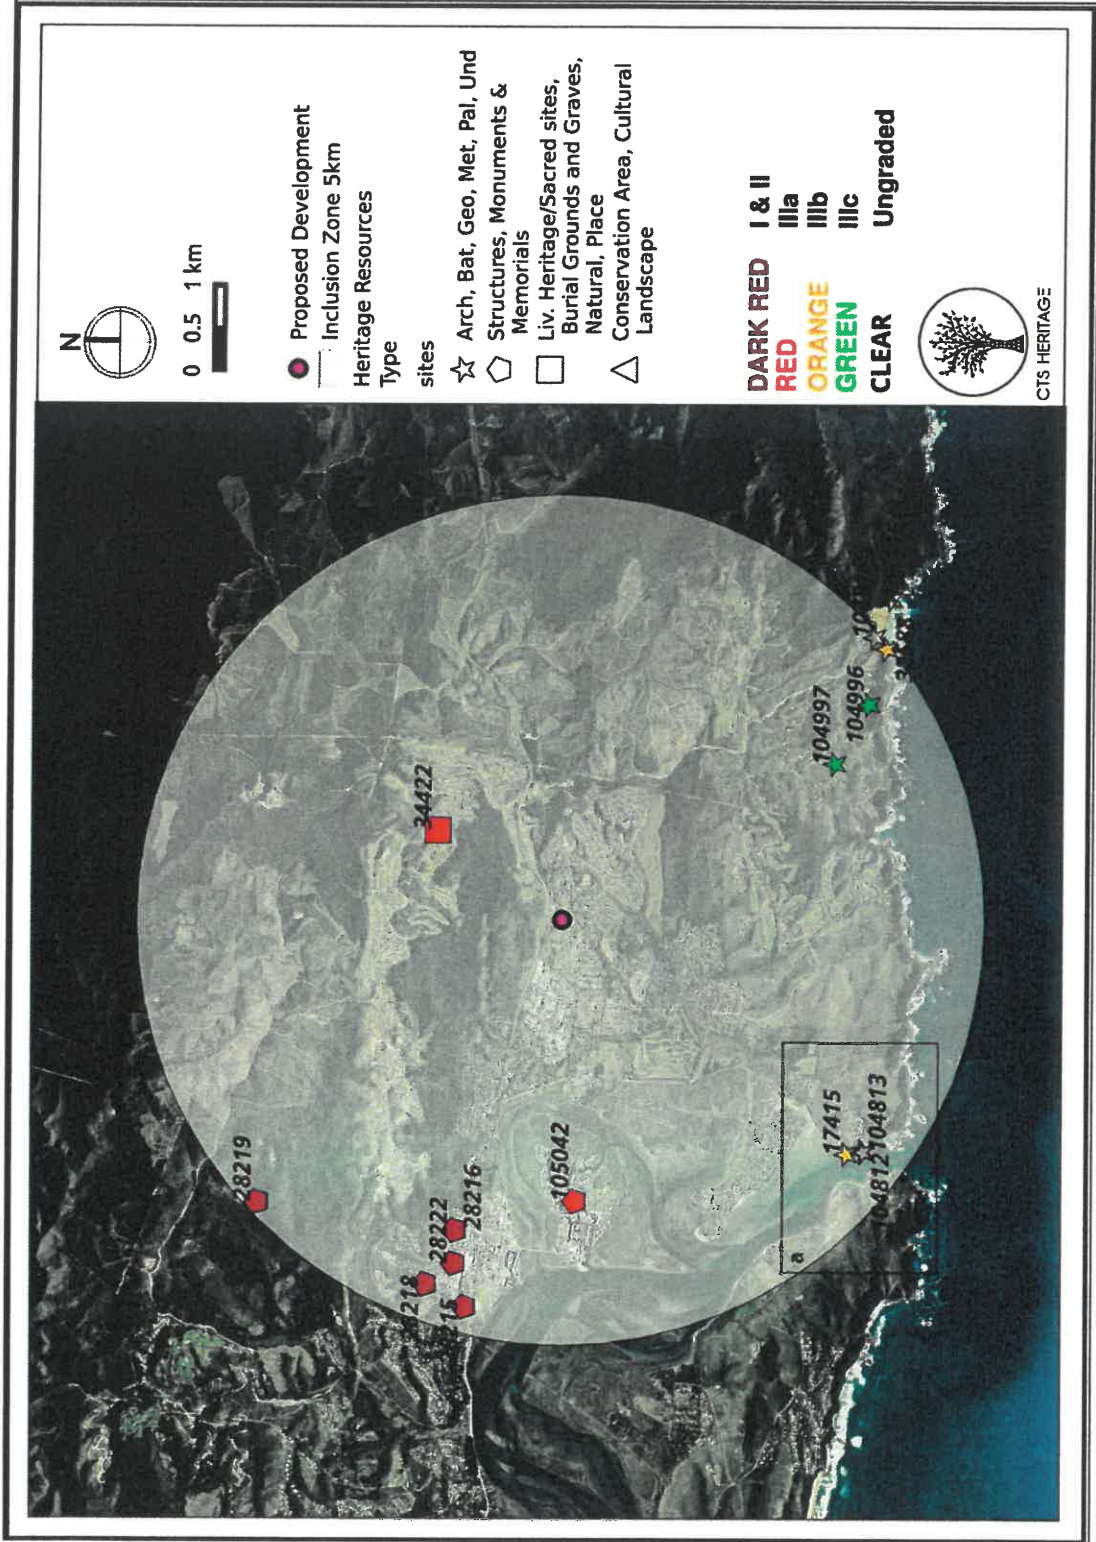 N
0 0.5 1 km
Proposed Development
Inclusion Zone 5km
Heritage Resources
Type
sites
Arch, Bat, Geo, Met, Pal, Und
Structures, Monuments &
Memorials
Liv. Heritage/Sacred sites,
Burial Grounds and Graves,
Natural, Place
Conservation Area, Cultural
Landscape
DARK RED I & II
RED IIIa
ORANGE IIIb
GREEN IIIc
CLEAR Ungraded
CTS HERITAGE
28219
28222
28216
105042
34422
17415
104812104813
a
104997
104996